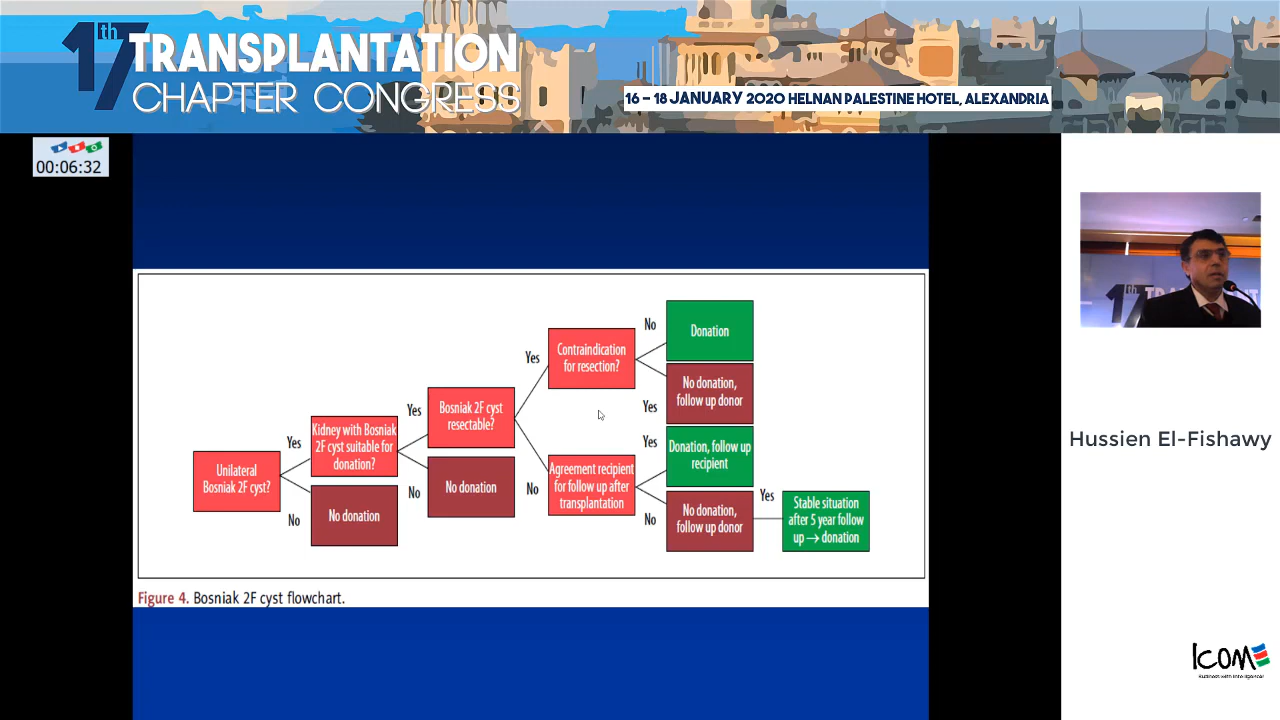 17th TRANSPLANTATION
CHAPTER CONGRESS
16 – 18 JANUARY 2020 HELNAN PALESTINE HOTEL, ALEXANDRIA
00:06:32
Unilateral
Bosniak 2F cyst?
Yes
No
Kidney with Bosniak
2F cyst suitable for
donation?
No donation
Yes
No
Bosniak 2F cyst
resectable?
No donation
Yes
No
Contraindication
for resection?
Agreement recipient
for follow up after
transplantation
No
Yes
Yes
No
Donation
No donation,
follow up donor
Donation, follow up
recipient
No donation,
follow up donor
Yes
Stable situation
after 5 year follow
up → donation
Figure 4. Bosniak 2F cyst flowchart.
17th TRANSPLANT
Hussien El-Fishawy
ICOME